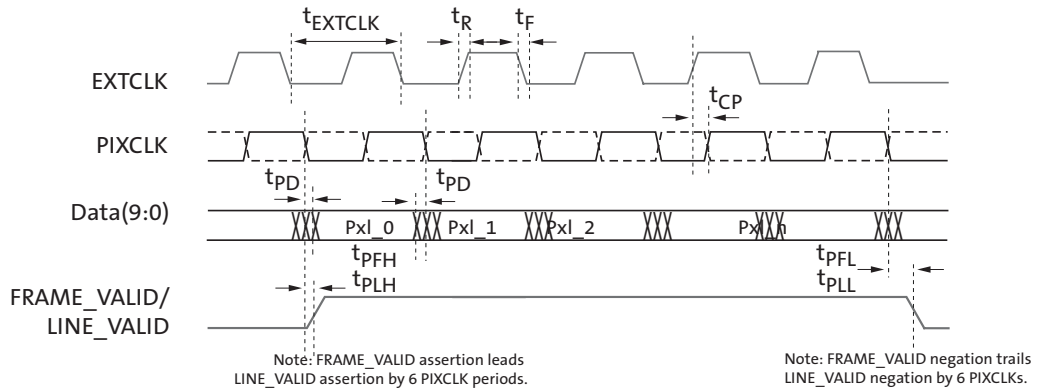 tEXTCLK tR tF
EXTCLK
tCP
PIXCLK
tPD tPD
Data(9:0)
Pxl_0 Pxl_1 Pxl_2 Pxl_n
tPFH tPFL
tPLH tPLL
FRAME_VALID/
LINE_VALID
Note: FRAME_VALID assertion leads
LINE_VALID assertion by 6 PIXCLK periods.
Note: FRAME_VALID negation trails
LINE_VALID negation by 6 PIXCLKs.